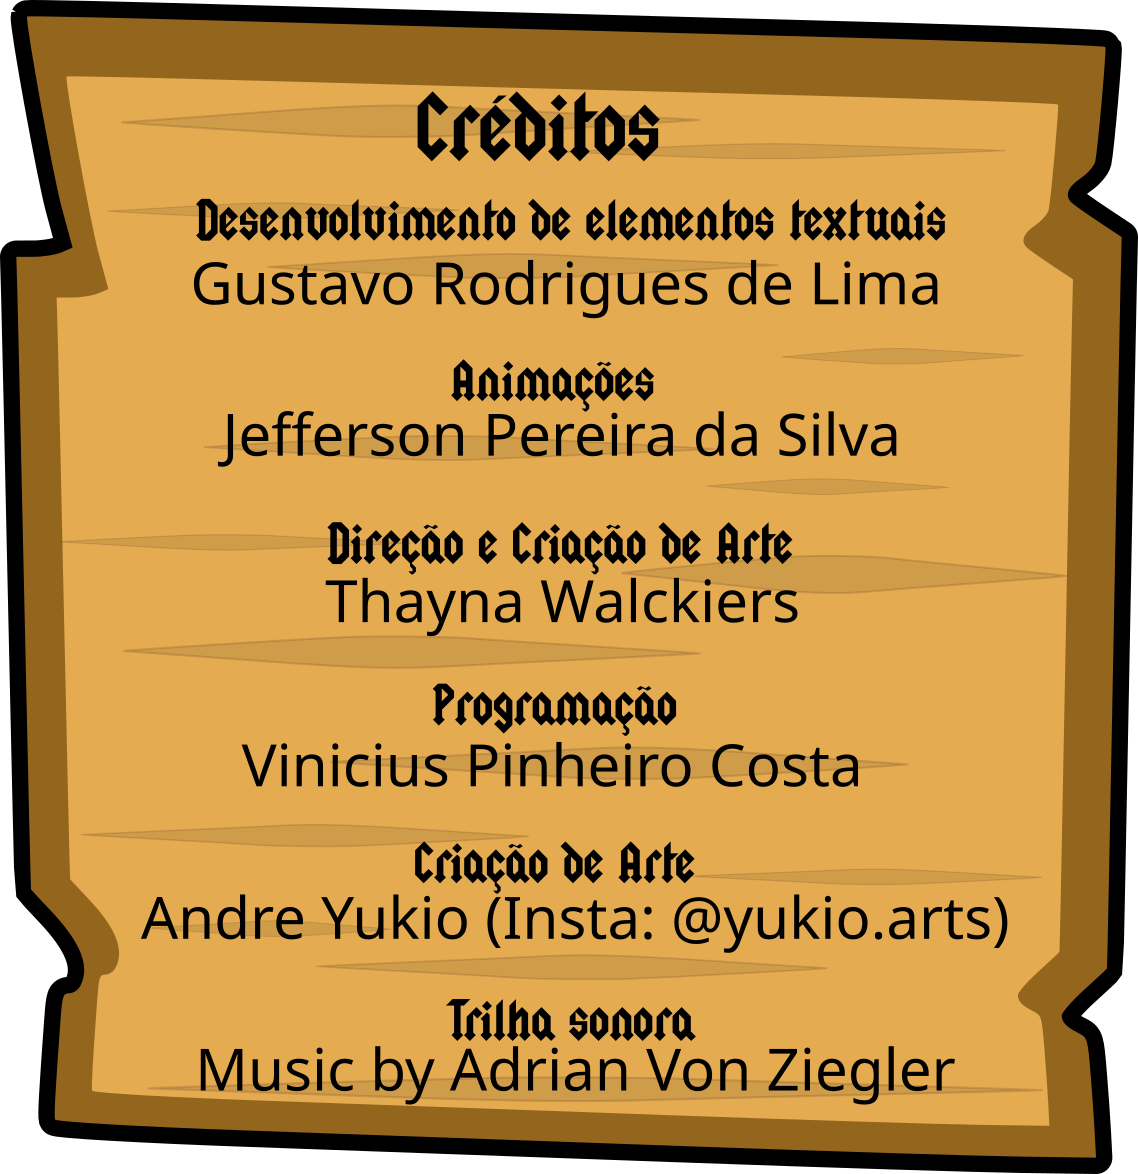 Créditos
Desenvolvimento de elementos textuais
Gustavo Rodrigues de Lima
Animações
Jefferson Pereira da Silva
Direção e Criação de Arte
Thayna Walckiers
Programação
Vinicius Pinheiro Costa
Criação de Arte
Andre Yukio (Insta: @yukio.arts)
Trilha sonora
Music by Adrian Von Ziegler